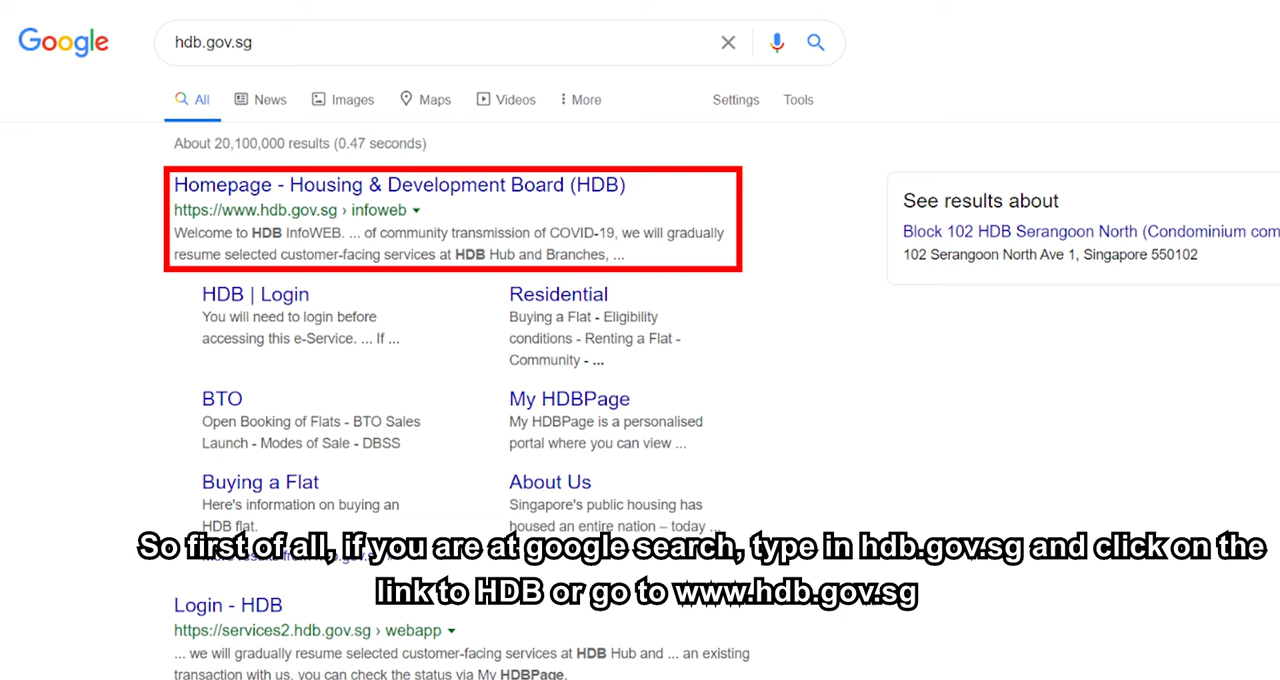 Google
hdb.gov.sg
All News Images Maps Videos More Settings Tools
About 20,100,000 results (0.47 seconds)
Homepage - Housing & Development Board (HDB)
https://www.hdb.gov.sg › infoweb
Welcome to HDB InfoWEB. ... of community transmission of COVID-19, we will gradually
resume selected customer-facing services at HDB Hub and Branches, ...
See results about
Block 102 HDB Serangoon North (Condominium com
102 Serangoon North Ave 1, Singapore 550102
HDB | Login
You will need to login before
accessing this e-Service. ... If ...
Residential
Buying a Flat - Eligibility
conditions - Renting a Flat -
Community - ...
BTO
Open Booking of Flats - BTO Sales
Launch - Modes of Sale - DBSS
My HDBPage
My HDBPage is a personalised
portal where you can view ...
Buying a Flat
Here's information on buying an
HDB flat.
About Us
Singapore's public housing has
housed an entire nation – today ...
So first of all, if you are at google search, type in hdb.gov.sg and click on the
link to HDB or go to www.hdb.gov.sg
Login - HDB
https://services2.hdb.gov.sg › webapp
... we will gradually resume selected customer-facing services at HDB Hub and ... an existing
transaction with us, you can check the status via My HDBPage.